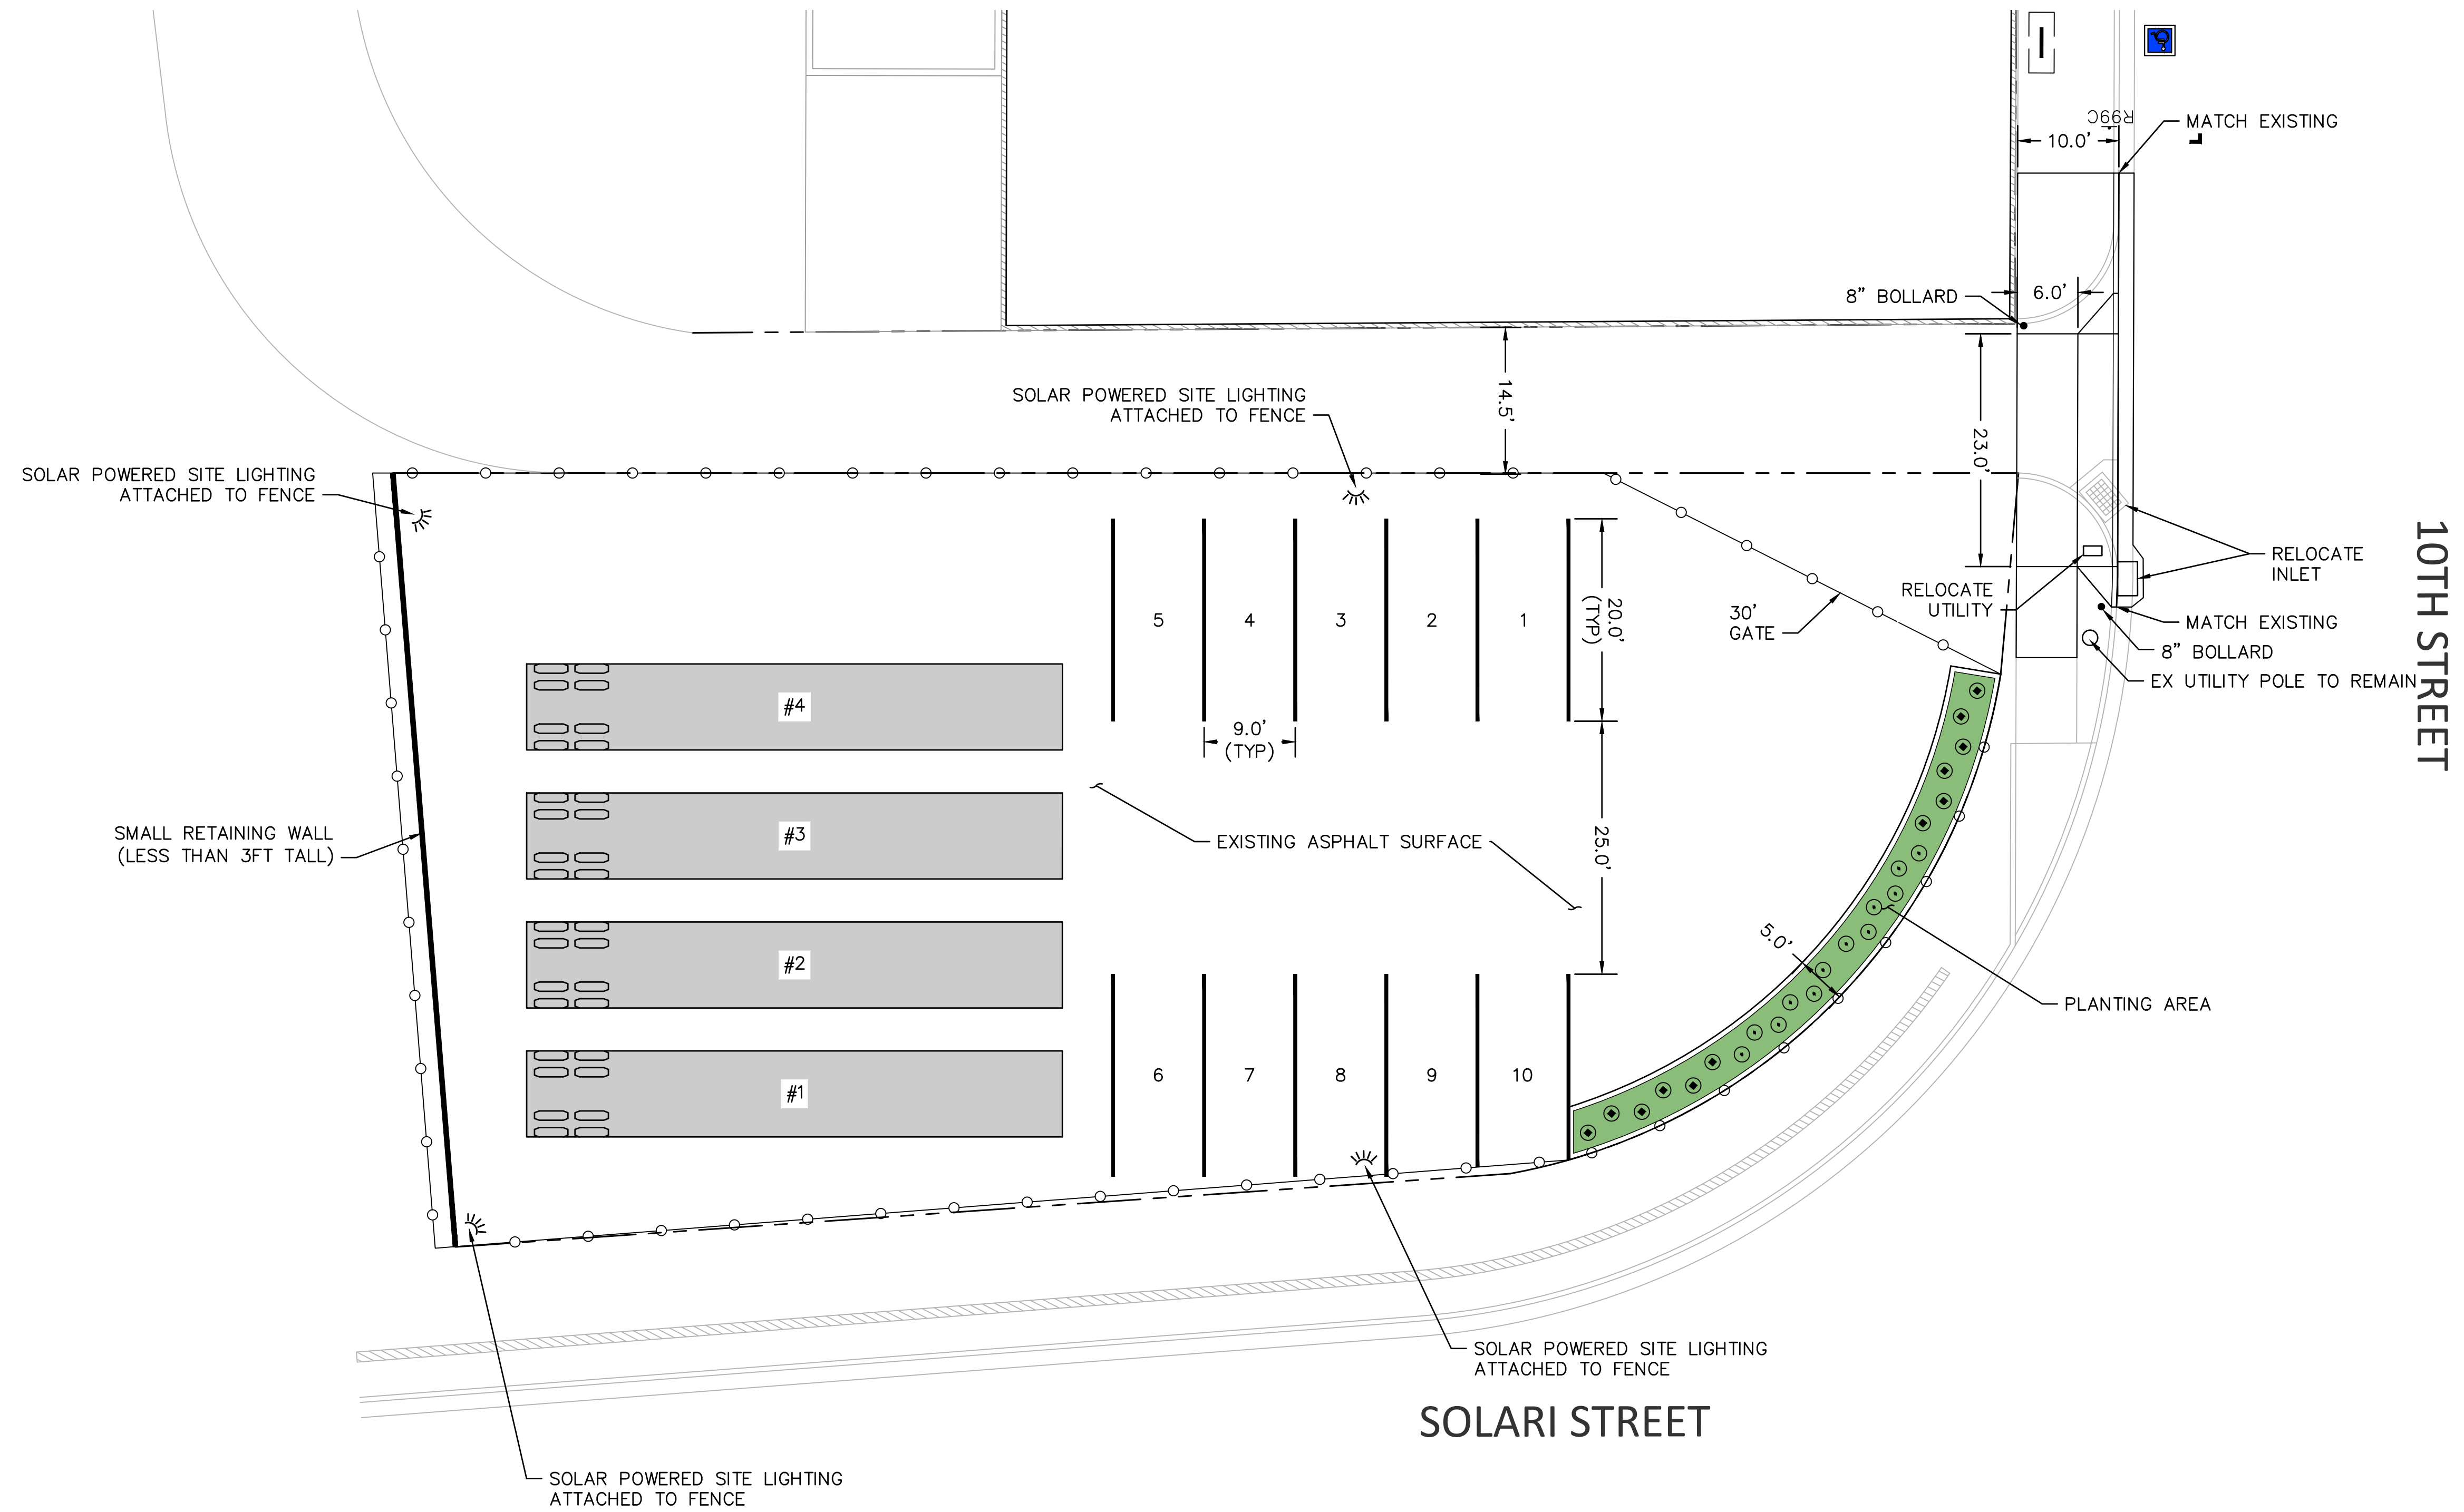 R99C
MATCH EXISTING
10.0'
8" BOLLARD
6.0'
SOLAR POWERED SITE LIGHTING
ATTACHED TO FENCE
14.5'
23.0'
SOLAR POWERED SITE LIGHTING
ATTACHED TO FENCE
RELOCATE
INLET
10TH STREET
RELOCATE
UTILITY
30'
GATE
5
4
3
2
1
20.0'
(TYP)
MATCH EXISTING
8" BOLLARD
EX UTILITY POLE TO REMAIN
#4
9.0'
(TYP)
SMALL RETAINING WALL
(LESS THAN 3FT TALL)
#3
EXISTING ASPHALT SURFACE
25.0'
#2
5.0'
PLANTING AREA
#1
6
7
8
9
10
SOLAR POWERED SITE LIGHTING
ATTACHED TO FENCE
SOLARI STREET
SOLAR POWERED SITE LIGHTING
ATTACHED TO FENCE